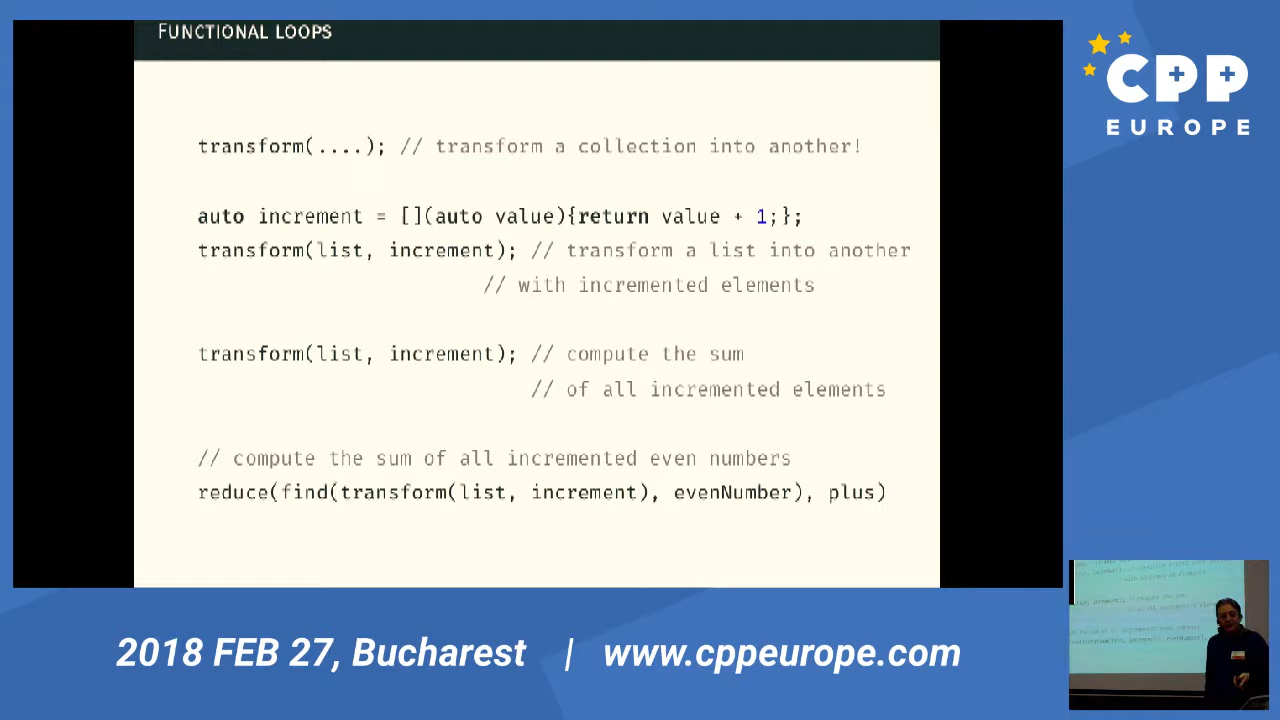 FUNCTIONAL LOOPS
transform(....); // transform a collection into another!
auto increment = [](auto value){return value + 1;};
transform(list, increment); // transform a list into another
// with incremented elements
transform(list, increment); // compute the sum
// of all incremented elements
// compute the sum of all incremented even numbers
reduce(find(transform(list, increment), evenNumber), plus)
CPP
EUROPE
2018 FEB 27, Bucharest | www.cppeurope.com